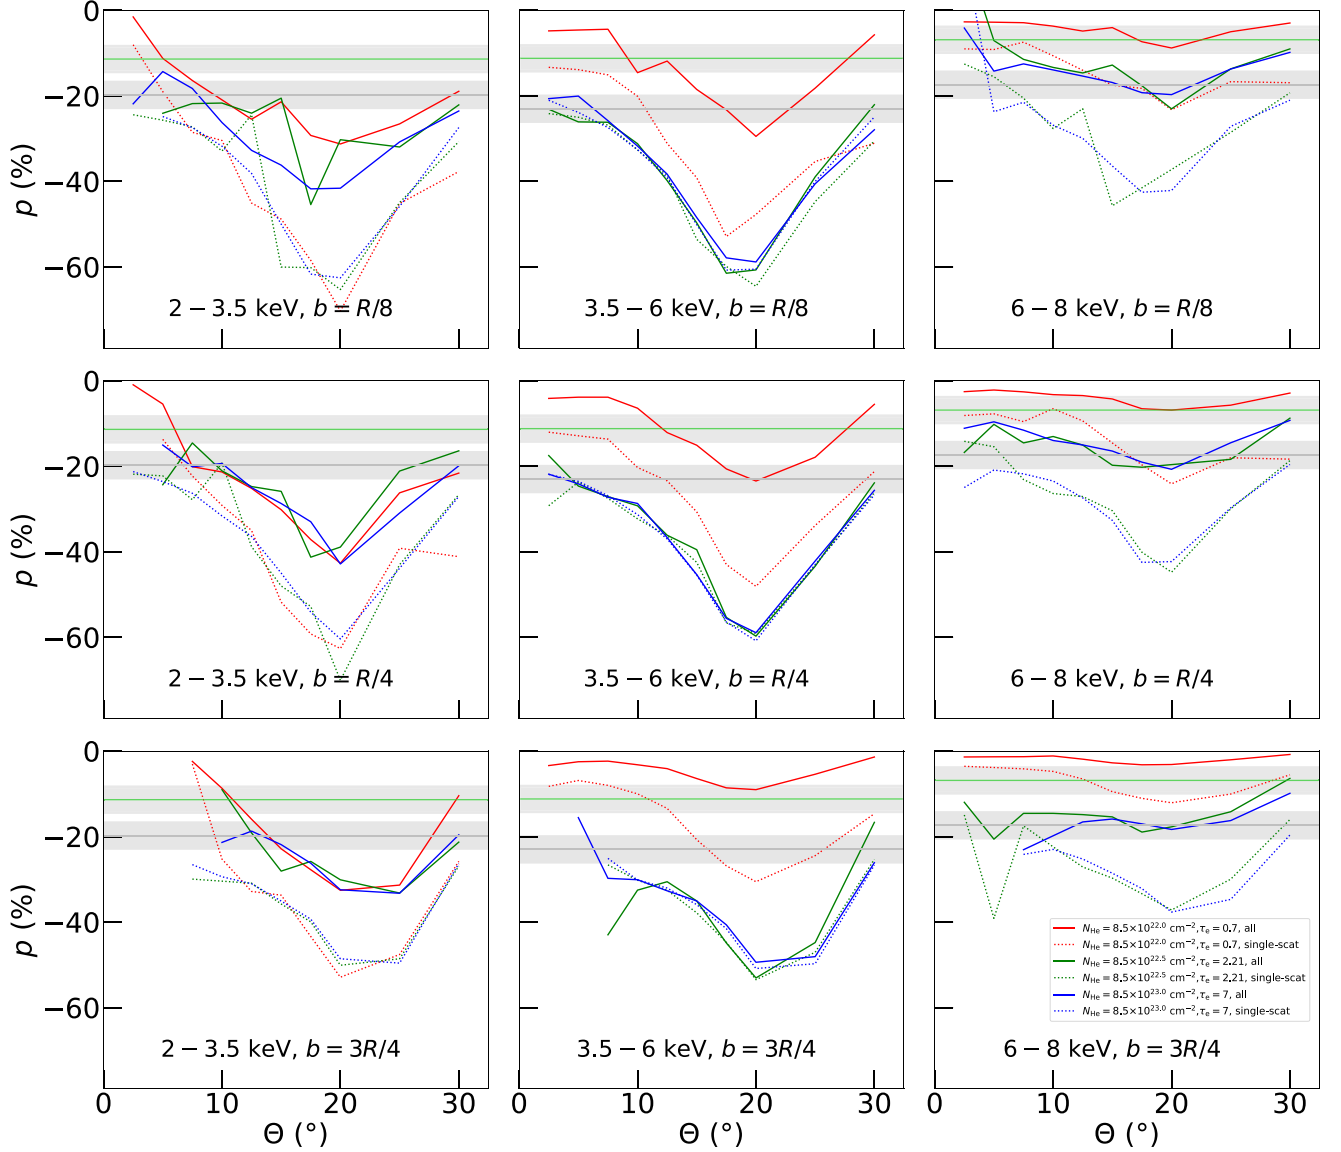 0
−20
−40
−60
p (%)
2 − 3.5 keV, b = R/8
3.5 − 6 keV, b = R/8
6 − 8 keV, b = R/8
0
−20
−40
−60
p (%)
2 − 3.5 keV, b = R/4
3.5 − 6 keV, b = R/4
6 − 8 keV, b = R/4
0
−20
−40
−60
p (%)
2 − 3.5 keV, b = 3R/4
3.5 − 6 keV, b = 3R/4
N_He = 8.5×10^22.0 cm^−2, τ_e = 0.7, all
N_He = 8.5×10^22.0 cm^−2, τ_e = 0.7, single-scat
N_He = 8.5×10^22.5 cm^−2, τ_e = 2.21, all
N_He = 8.5×10^22.5 cm^−2, τ_e = 2.21, single-scat
N_He = 8.5×10^23.0 cm^−2, τ_e = 7, all
N_He = 8.5×10^23.0 cm^−2, τ_e = 7, single-scat
6 − 8 keV, b = 3R/4
0 10 20 30
0 10 20 30
0 10 20 30
Θ (°)
Θ (°)
Θ (°)